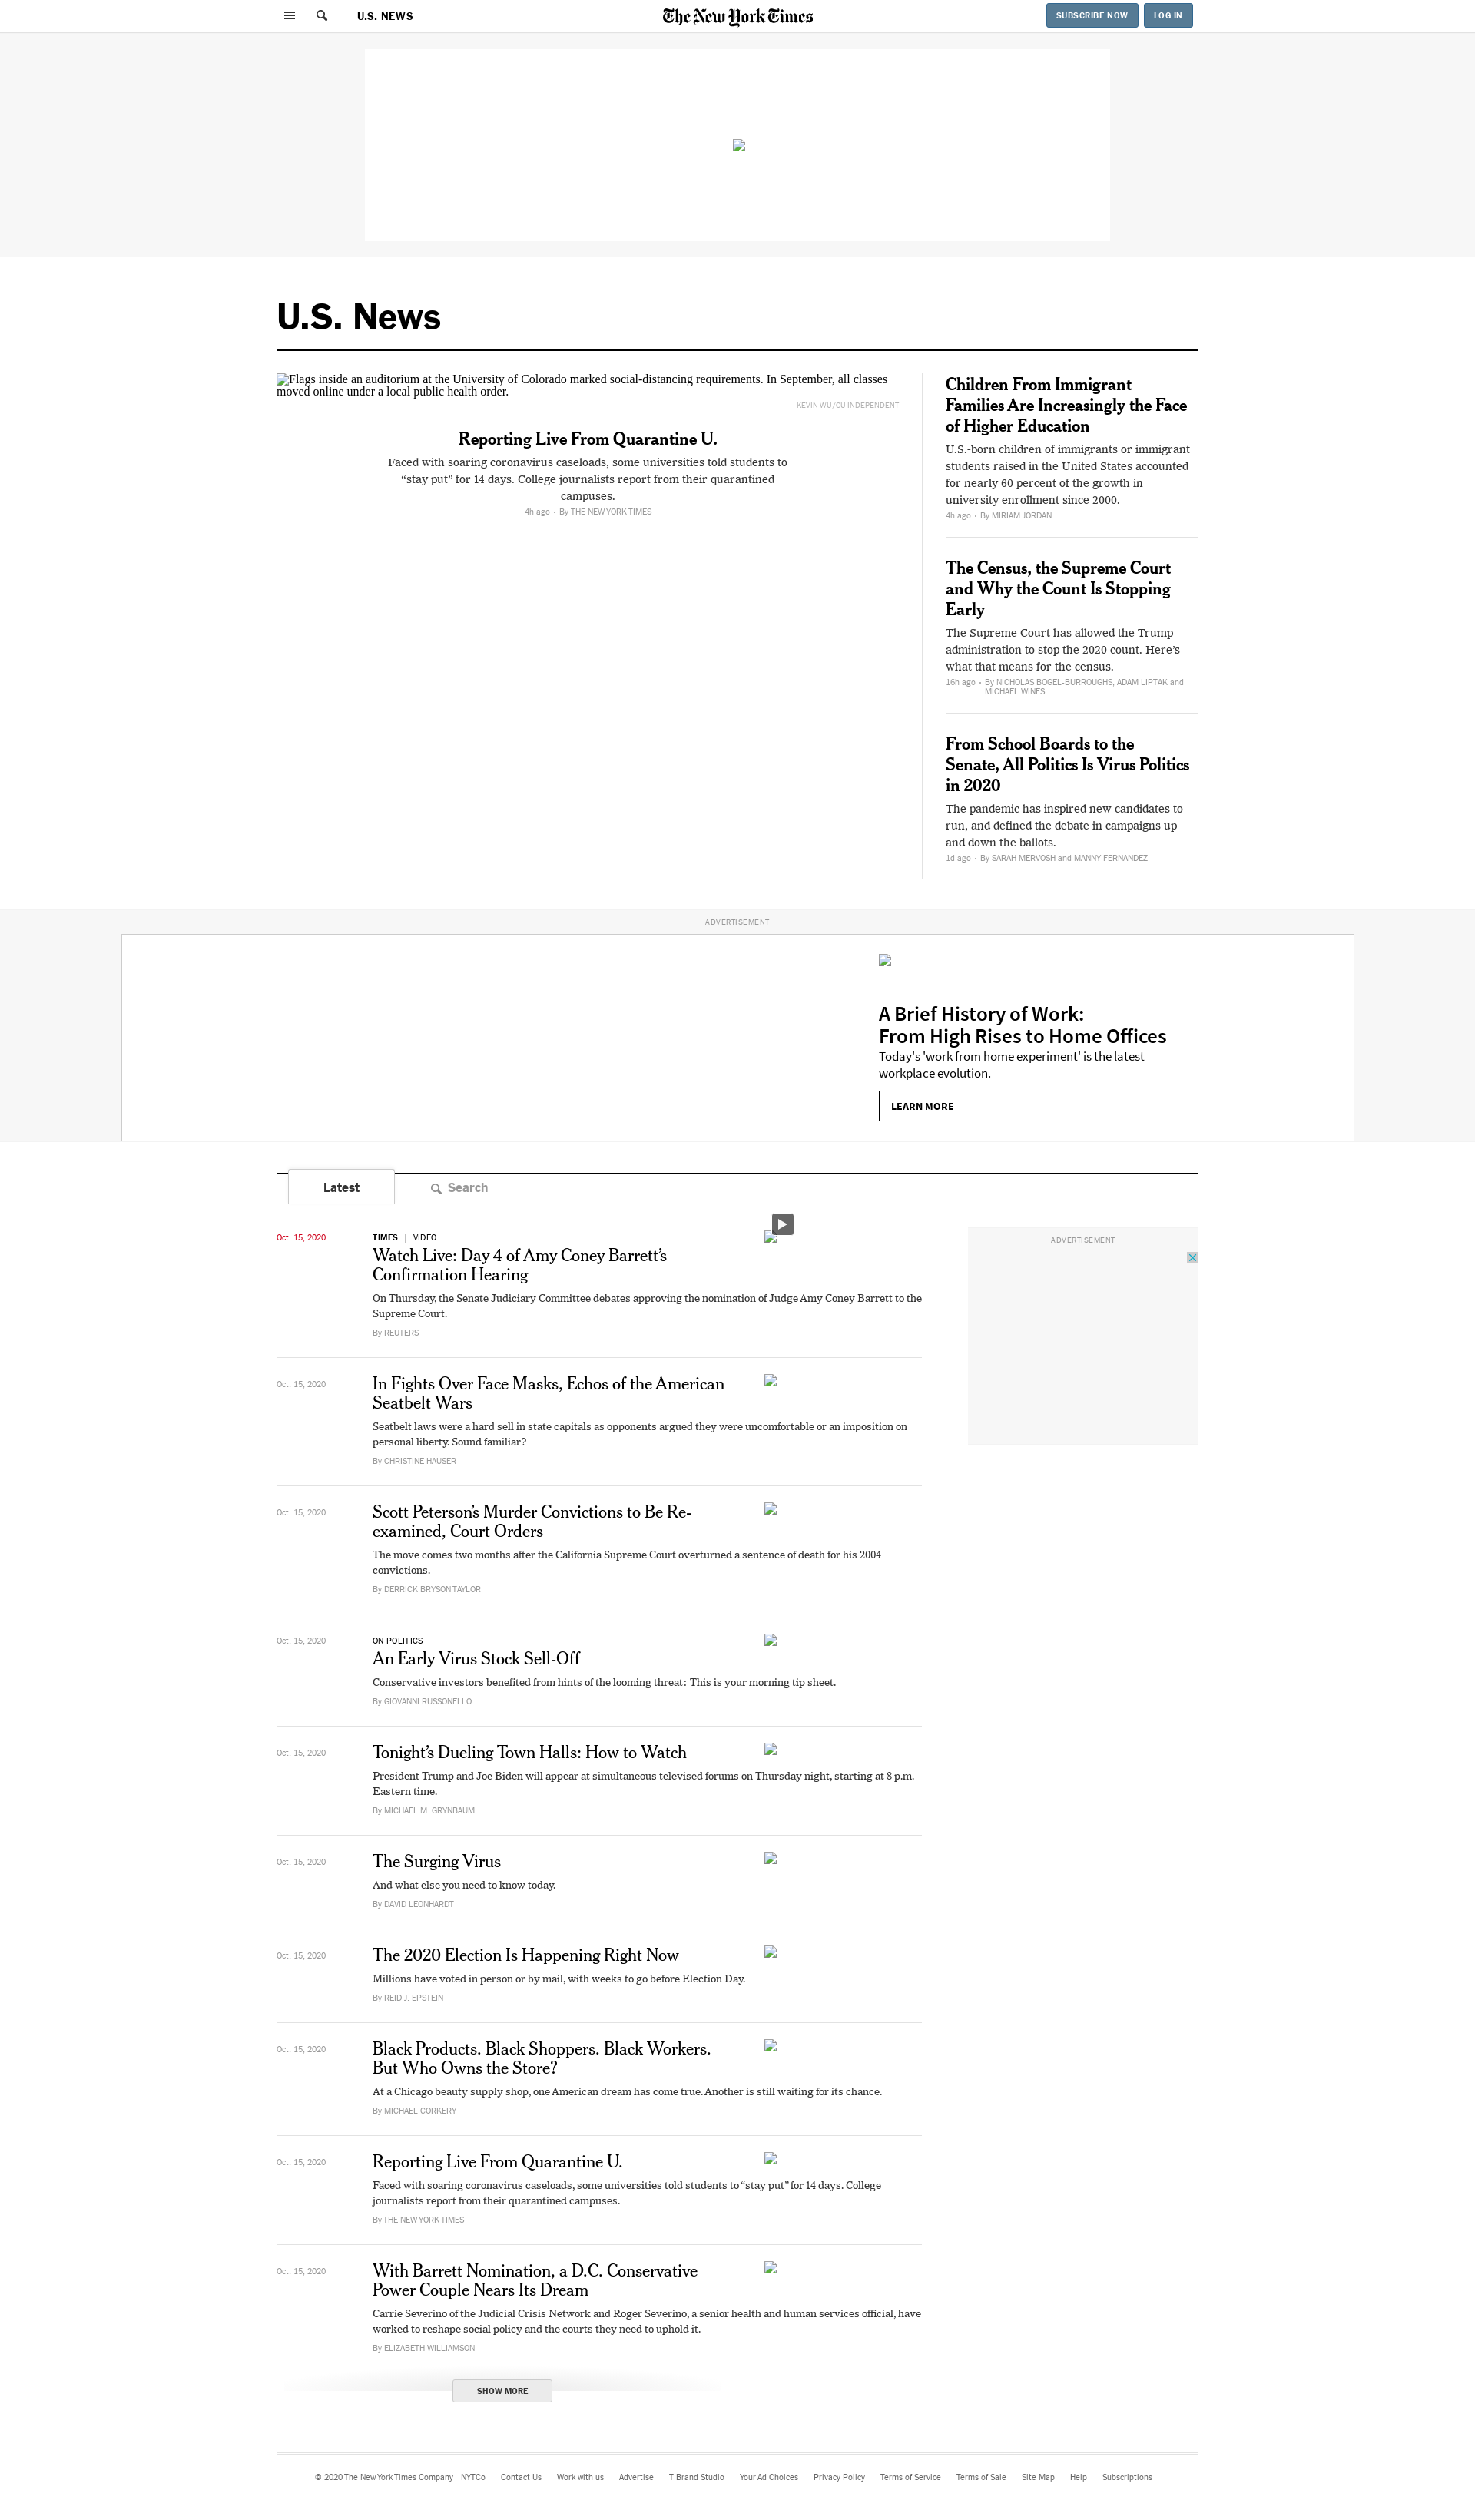 U.S. NEWS
The New York Times
SUBSCRIBE NOW
LOG IN
U.S. News
Flags inside an auditorium at the University of Colorado marked social-distancing requirements. In September, all classes
moved online under a local public health order.
KEVIN WU/CU INDEPENDENT
Reporting Live From Quarantine U.
Faced with soaring coronavirus caseloads, some universities told students to
“stay put” for 14 days. College journalists report from their quarantined
campuses.
4h ago • By THE NEW YORK TIMES
Children From Immigrant
Families Are Increasingly the Face
of Higher Education
U.S.-born children of immigrants or immigrant
students raised in the United States accounted
for nearly 60 percent of the growth in
university enrollment since 2000.
4h ago • By MIRIAM JORDAN
The Census, the Supreme Court
and Why the Count Is Stopping
Early
The Supreme Court has allowed the Trump
administration to stop the 2020 count. Here’s
what that means for the census.
16h ago • By NICHOLAS BOGEL-BURROUGHS, ADAM LIPTAK and
MICHAEL WINES
From School Boards to the
Senate, All Politics Is Virus Politics
in 2020
The pandemic has inspired new candidates to
run, and defined the debate in campaigns up
and down the ballots.
1d ago • By SARAH MERVOSH and MANNY FERNANDEZ
ADVERTISEMENT
A Brief History of Work:
From High Rises to Home Offices
Today's 'work from home experiment' is the latest
workplace evolution.
LEARN MORE
Latest
Search
Oct. 15, 2020
TIMES | VIDEO
Watch Live: Day 4 of Amy Coney Barrett’s
Confirmation Hearing
On Thursday, the Senate Judiciary Committee debates approving the nomination of Judge Amy Coney Barrett to the
Supreme Court.
By REUTERS
ADVERTISEMENT
Oct. 15, 2020
In Fights Over Face Masks, Echos of the American
Seatbelt Wars
Seatbelt laws were a hard sell in state capitals as opponents argued they were uncomfortable or an imposition on
personal liberty. Sound familiar?
By CHRISTINE HAUSER
Oct. 15, 2020
Scott Peterson’s Murder Convictions to Be Re-
examined, Court Orders
The move comes two months after the California Supreme Court overturned a sentence of death for his 2004
convictions.
By DERRICK BRYSON TAYLOR
Oct. 15, 2020
ON POLITICS
An Early Virus Stock Sell-Off
Conservative investors benefited from hints of the looming threat: This is your morning tip sheet.
By GIOVANNI RUSSONELLO
Oct. 15, 2020
Tonight’s Dueling Town Halls: How to Watch
President Trump and Joe Biden will appear at simultaneous televised forums on Thursday night, starting at 8 p.m.
Eastern time.
By MICHAEL M. GRYNBAUM
Oct. 15, 2020
The Surging Virus
And what else you need to know today.
By DAVID LEONHARDT
Oct. 15, 2020
The 2020 Election Is Happening Right Now
Millions have voted in person or by mail, with weeks to go before Election Day.
By REID J. EPSTEIN
Oct. 15, 2020
Black Products. Black Shoppers. Black Workers.
But Who Owns the Store?
At a Chicago beauty supply shop, one American dream has come true. Another is still waiting for its chance.
By MICHAEL CORKERY
Oct. 15, 2020
Reporting Live From Quarantine U.
Faced with soaring coronavirus caseloads, some universities told students to “stay put” for 14 days. College
journalists report from their quarantined campuses.
By THE NEW YORK TIMES
Oct. 15, 2020
With Barrett Nomination, a D.C. Conservative
Power Couple Nears Its Dream
Carrie Severino of the Judicial Crisis Network and Roger Severino, a senior health and human services official, have
worked to reshape social policy and the courts they need to uphold it.
By ELIZABETH WILLIAMSON
SHOW MORE
© 2020 The New York Times Company NYTCo Contact Us Work with us Advertise T Brand Studio Your Ad Choices Privacy Policy Terms of Service Terms of Sale Site Map Help Subscriptions